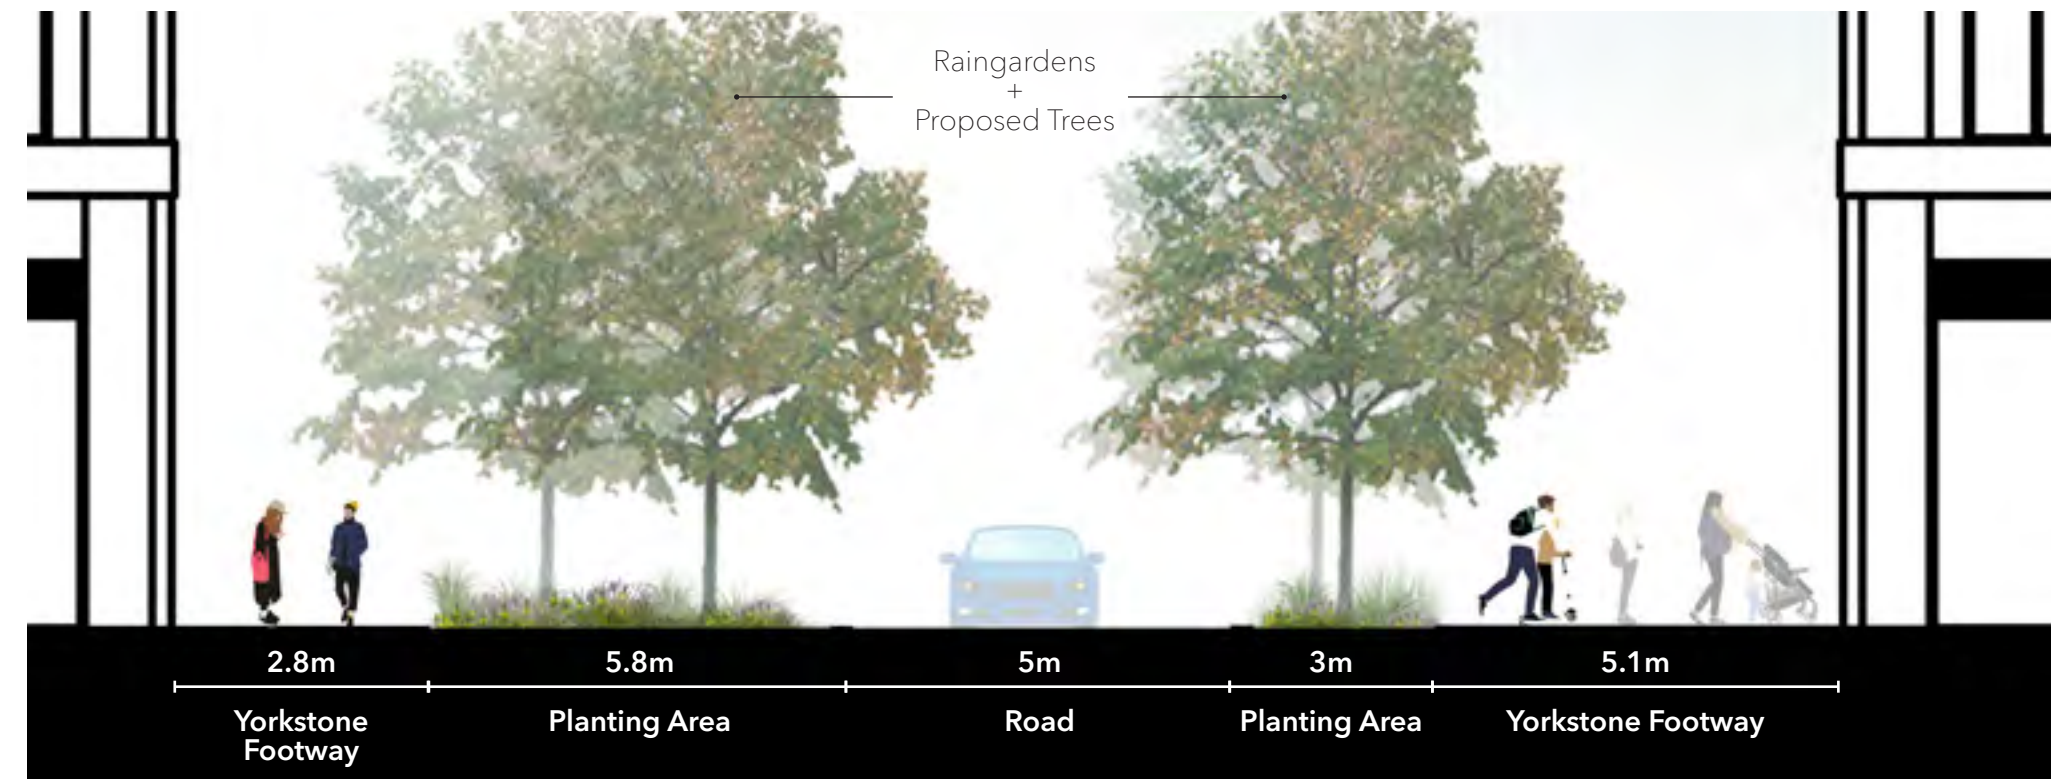 Raingardens
+
Proposed Trees
2.8m
5.8m
5m
3m
5.1m
Yorkstone
Footway
Planting Area
Road
Planting Area
Yorkstone Footway